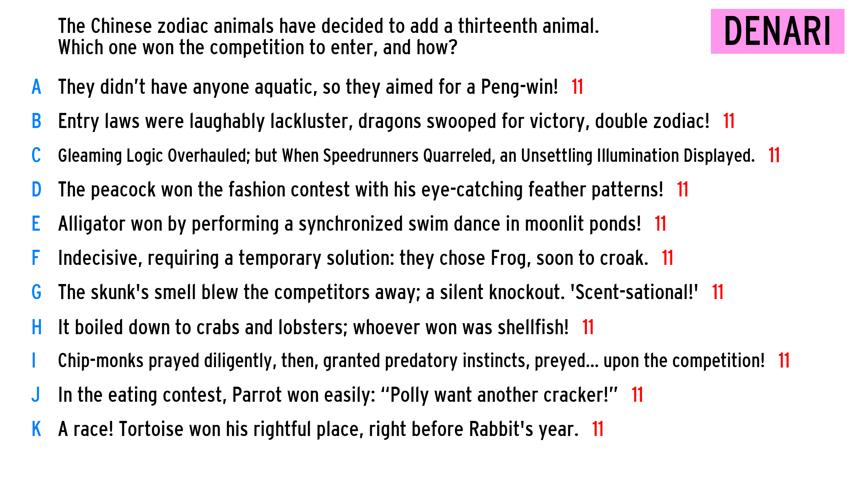 The Chinese zodiac animals have decided to add a thirteenth animal.
Which one won the competition to enter, and how?
DENARI
A They didn't have anyone aquatic, so they aimed for a Peng-win! 11
B Entry laws were laughably lackluster, dragons swooped for victory, double zodiac! 11
C Gleaming Logic Overhauled; but When Speedrunners Quarreled, an Unsettling Illumination Displayed. 11
D The peacock won the fashion contest with his eye-catching feather patterns! 11
E Alligator won by performing a synchronized swim dance in moonlit ponds! 11
F Indecisive, requiring a temporary solution: they chose Frog, soon to croak. 11
G The skunk's smell blew the competitors away; a silent knockout. 'Scent-sational!' 11
H It boiled down to crabs and lobsters; whoever won was shellfish! 11
I Chip-monks prayed diligently, then, granted predatory instincts, preyed... upon the competition! 11
J In the eating contest, Parrot won easily: “Polly want another cracker!” 11
K A race! Tortoise won his rightful place, right before Rabbit's year. 11